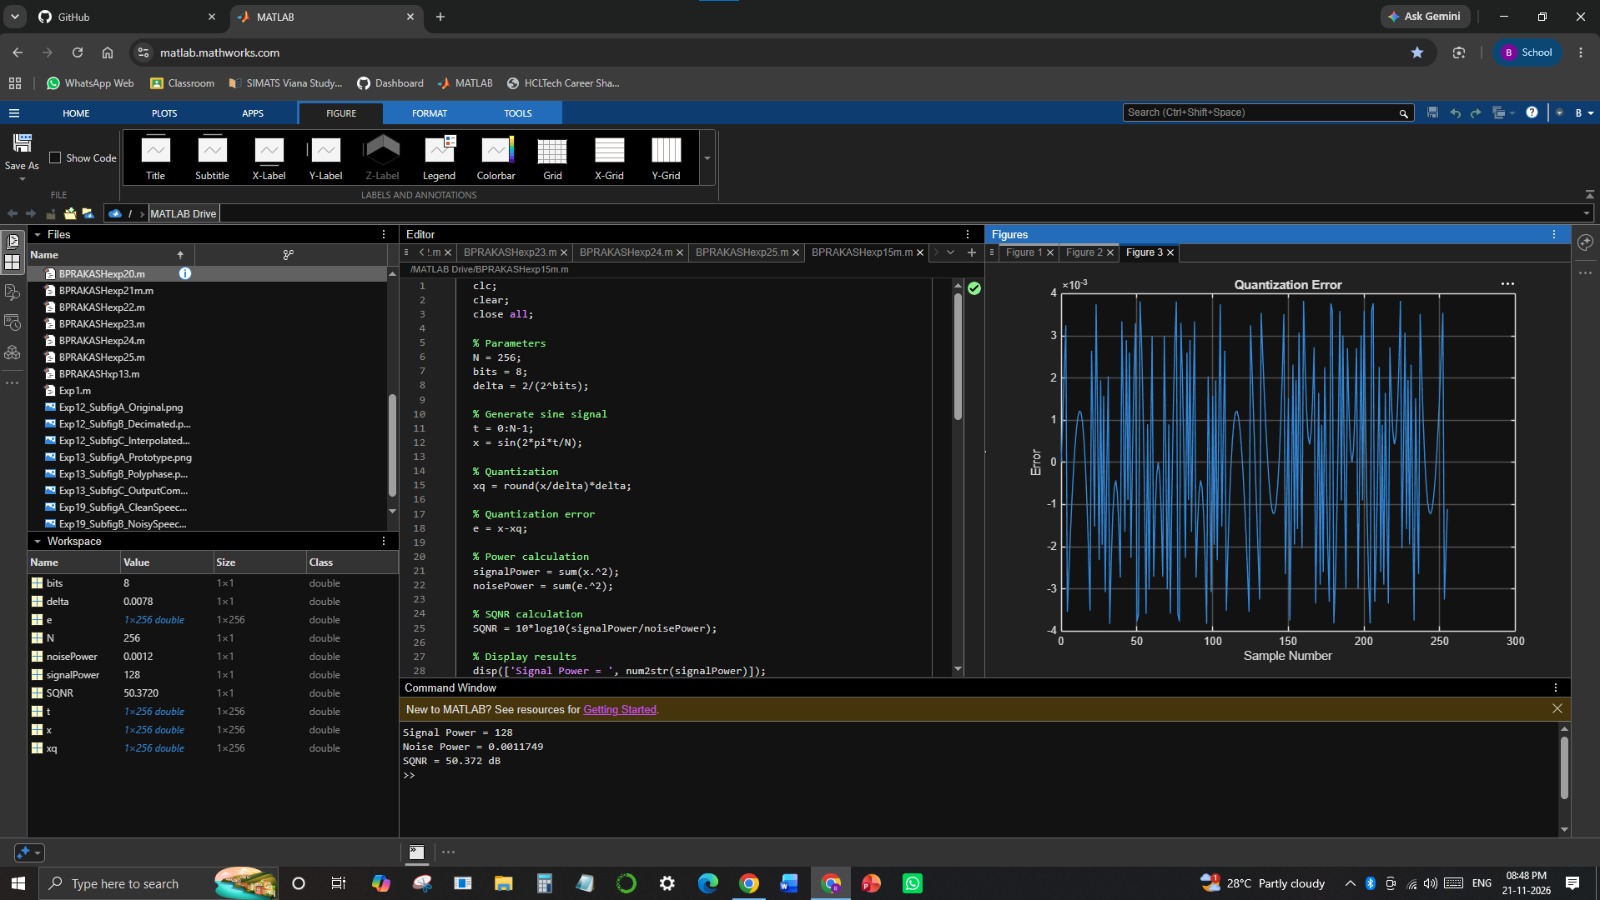 GitHub
MATLAB
Ask Gemini
matlab.mathworks.com
B School
WhatsApp Web
Classroom
SIMATS Viana Study...
Dashboard
MATLAB
HCLTech Career Sha...
HOME
PLOTS
APPS
FIGURE
FORMAT
TOOLS
Search (Ctrl+Shift+Space)
B
Save As
Show Code
FILE
Title
Subtitle
X-Label
Y-Label
Z-Label
Legend
Colorbar
Grid
X-Grid
Y-Grid
LABELS AND ANNOTATIONS
/ MATLAB Drive
Files
Name
BPRAKASHexp20.m
BPRAKASHexp21m.m
BPRAKASHexp22.m
BPRAKASHexp23.m
BPRAKASHexp24.m
BPRAKASHexp25.m
BPRAKASHxp13.m
Exp1.m
Exp12_SubfigA_Original.png
Exp12_SubfigB_Decimated.p...
Exp12_SubfigC_Interpolated...
Exp13_SubfigA_Prototype.png
Exp13_SubfigB_Polyphase.p...
Exp13_SubfigC_OutputCom...
Exp19_SubfigA_CleanSpeec...
Exp19_SubfigB_NoisySpeec...
Workspace
Name Value Size Class
bits 8 1×1 double
delta 0.0078 1×1 double
e 1×256 double 1×256 double
N 256 1×1 double
noisePower 0.0012 1×1 double
signalPower 128 1×1 double
SQNR 50.3720 1×1 double
t 1×256 double 1×256 double
x 1×256 double 1×256 double
xq 1×256 double 1×256 double
Editor
!.m
BPRAKASHexp23.m
BPRAKASHexp24.m
BPRAKASHexp25.m
BPRAKASHexp15m.m
/MATLAB Drive/BPRAKASHexp15m.m
1 clc;
2 clear;
3 close all;
4
5 % Parameters
6 N = 256;
7 bits = 8;
8 delta = 2/(2^bits);
9
10 % Generate sine signal
11 t = 0:N-1;
12 x = sin(2*pi*t/N);
13
14 % Quantization
15 xq = round(x/delta)*delta;
16
17 % Quantization error
18 e = x-xq;
19
20 % Power calculation
21 signalPower = sum(x.^2);
22 noisePower = sum(e.^2);
23
24 % SQNR calculation
25 SQNR = 10*log10(signalPower/noisePower);
26
27 % Display results
28 disp(['Signal Power = ', num2str(signalPower)]);
Figures
Figure 1
Figure 2
Figure 3
×10-3
Quantization Error
4
3
2
1
0
-1
-2
-3
-4
Error
0 50 100 150 200 250 300
Sample Number
Command Window
New to MATLAB? See resources for Getting Started.
Signal Power = 128
Noise Power = 0.0011749
SQNR = 50.372 dB
>>
Type here to search
28°C Partly cloudy
ENG
08:48 PM
21-11-2026